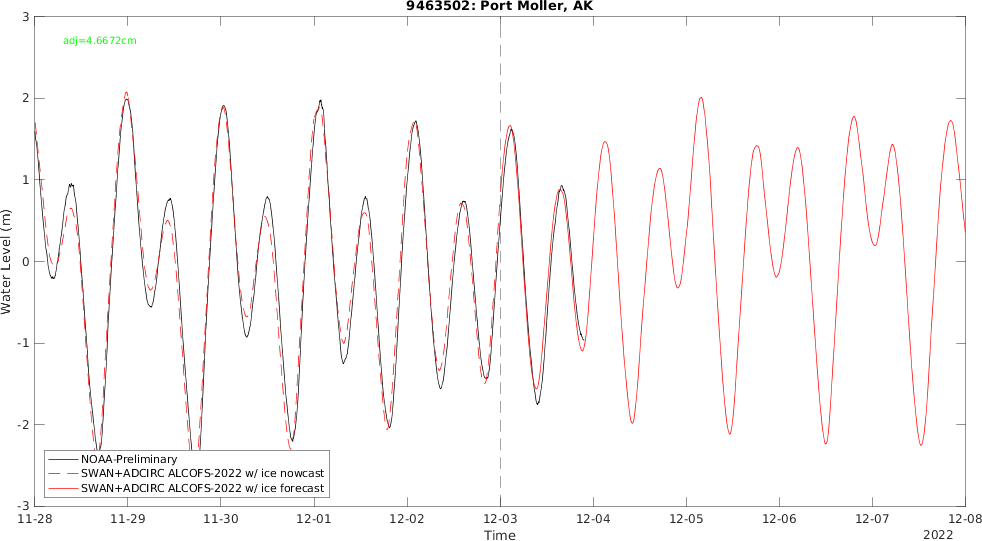 9463502: Port Moller, AK
adj=4.6672cm
3
2
1
0
-1
-2
-3
Water Level (m)
NOAA-Preliminary
SWAN+ADCIRC ALCOFS-2022 w/ ice nowcast
SWAN+ADCIRC ALCOFS-2022 w/ ice forecast
11-28 11-29 11-30 12-01 12-02 12-03 12-04 12-05 12-06 12-07 12-08
Time
2022